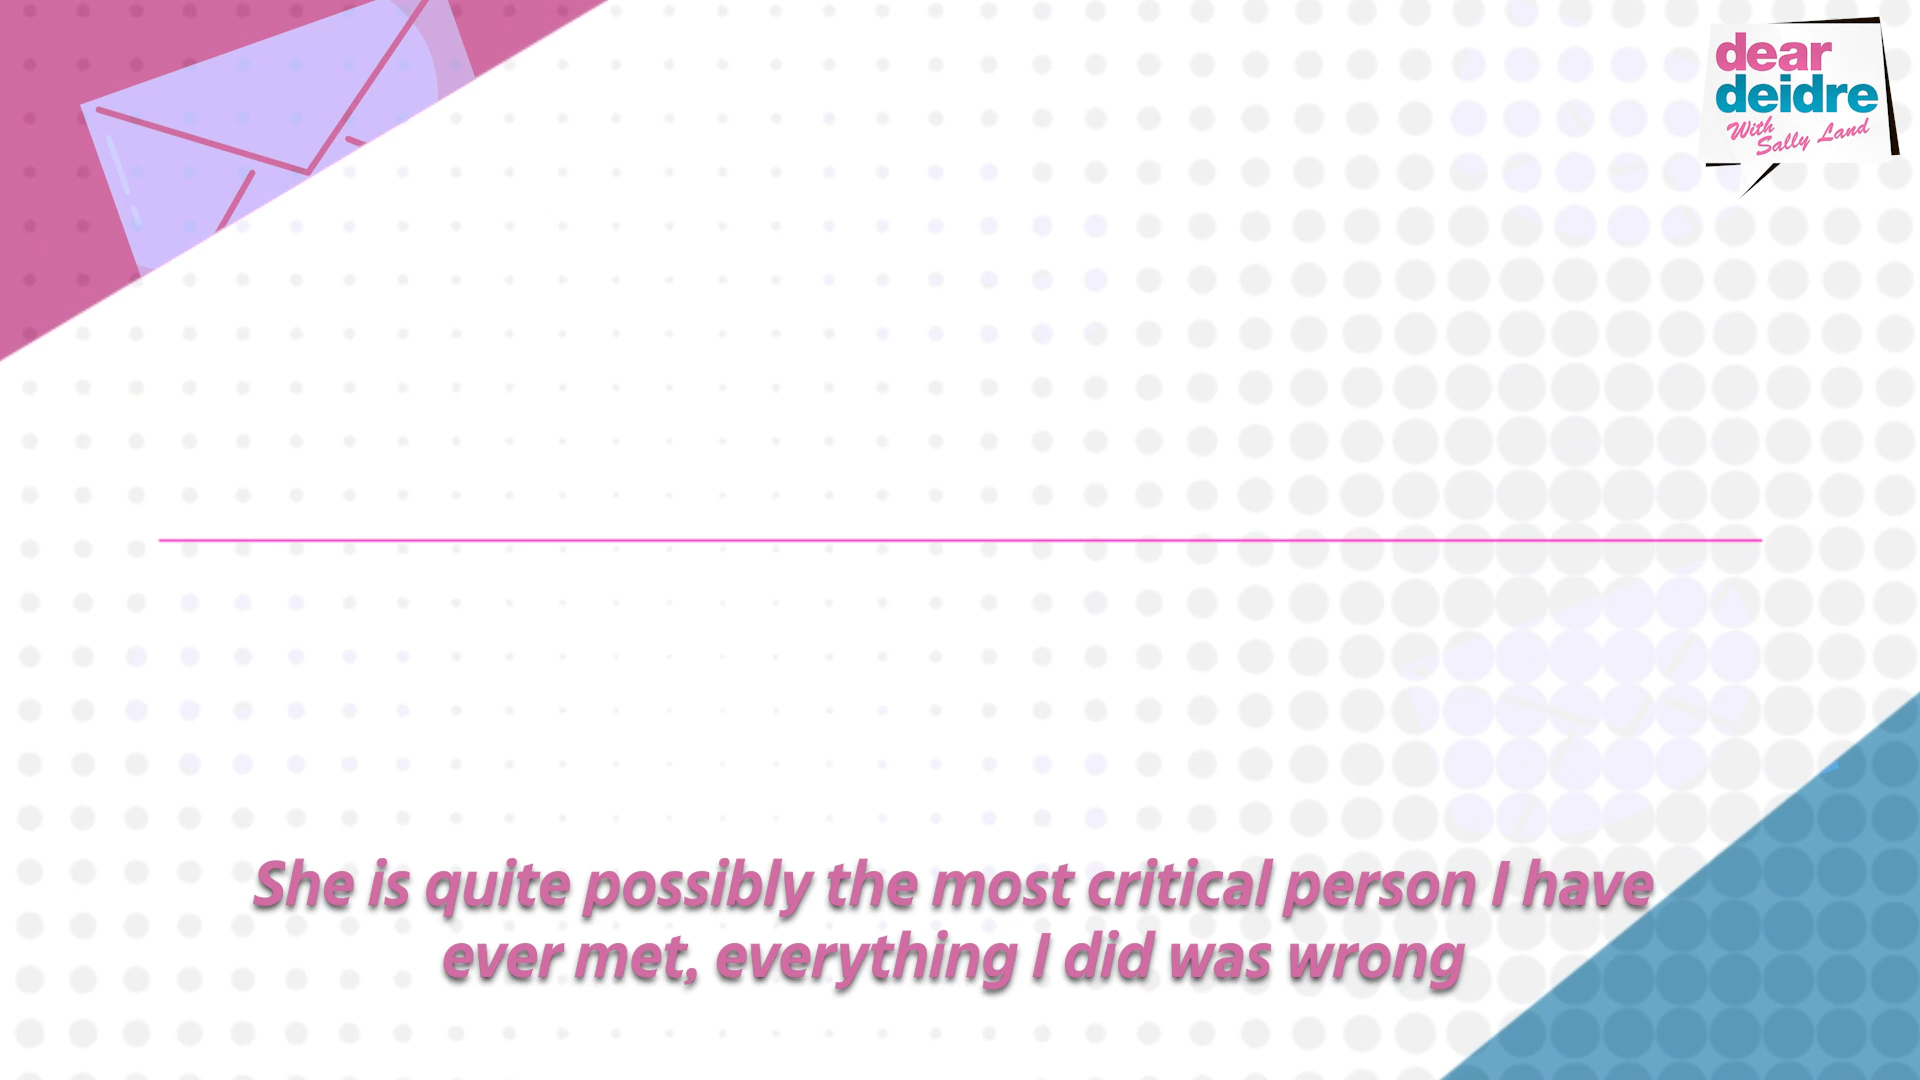 dear
deidre
With
Sally Land
She is quite possibly the most critical person I have
ever met, everything I did was wrong